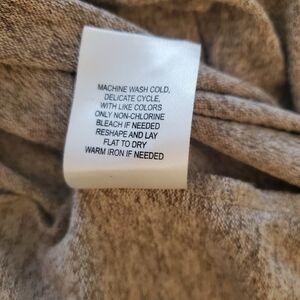 MACHINE WASH COLD,
DELICATE CYCLE,
WITH LIKE COLORS
ONLY NON-CHLORINE
BLEACH IF NEEDED
RESHAPE AND LAY
FLAT TO DRY
WARM IRON IF NEEDED